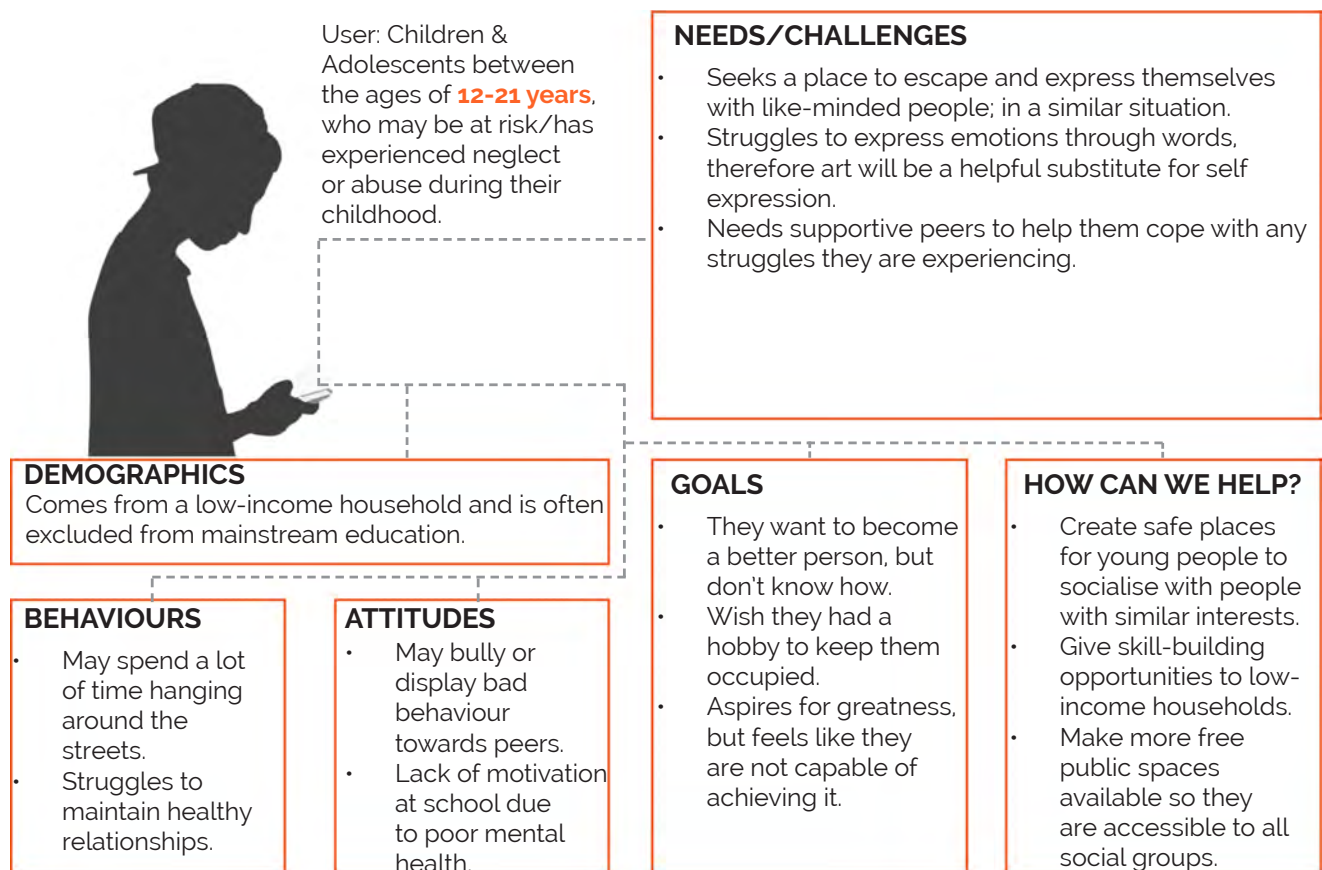 User: Children &
Adolescents between
the ages of 12-21 years,
who may be at risk/has
experienced neglect
or abuse during their
childhood.
NEEDS/CHALLENGES
• Seeks a place to escape and express themselves
with like-minded people; in a similar situation.
• Struggles to express emotions through words,
therefore art will be a helpful substitute for self
expression.
• Needs supportive peers to help them cope with any
struggles they are experiencing.
DEMOGRAPHICS
Comes from a low-income household and is often
excluded from mainstream education.
BEHAVIOURS
• May spend a lot
of time hanging
around the
streets.
• Struggles to
maintain healthy
relationships.
ATTITUDES
• May bully or
display bad
behaviour
towards peers.
• Lack of motivation
at school due
to poor mental
health.
GOALS
• They want to become
a better person, but
don't know how.
• Wish they had a
hobby to keep them
occupied.
• Aspires for greatness,
but feels like they
are not capable of
achieving it.
HOW CAN WE HELP?
• Create safe places
for young people to
socialise with people
with similar interests.
• Give skill-building
opportunities to low-
income households.
• Make more free
public spaces
available so they
are accessible to all
social groups.